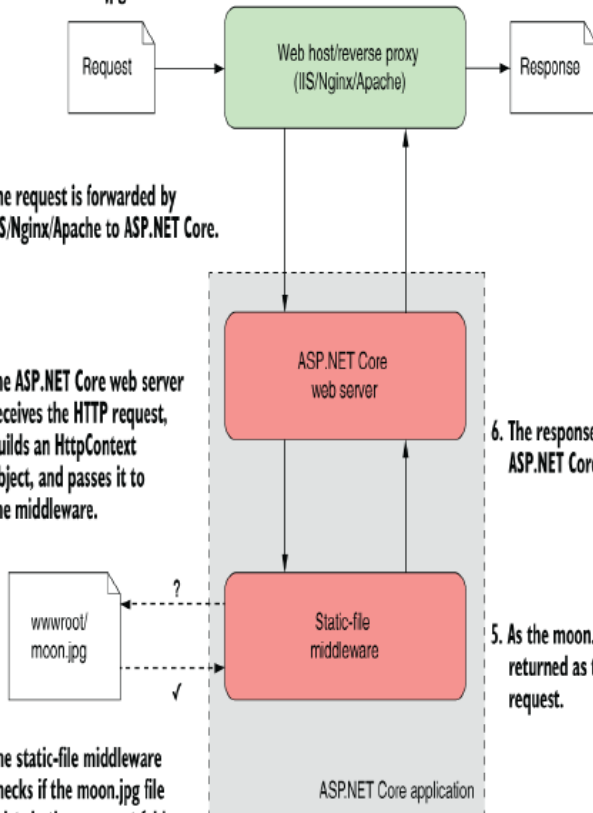 Request
Web host/reverse proxy
(IIS/Nginx/Apache)
Response
he request is forwarded by
S/Nginx/Apache to ASP.NET Core.
ASP.NET Core
web server
he ASP.NET Core web server
eceives the HTTP request,
uilds an HttpContext
bject, and passes it to
he middleware.
6. The response
ASP.NET Core
?
wwwroot/
moon.jpg
✓
Static-file
middleware
5. As the moon.
returned as t
request.
he static-file middleware
hecks if the moon.jpg file
ASP.NET Core application